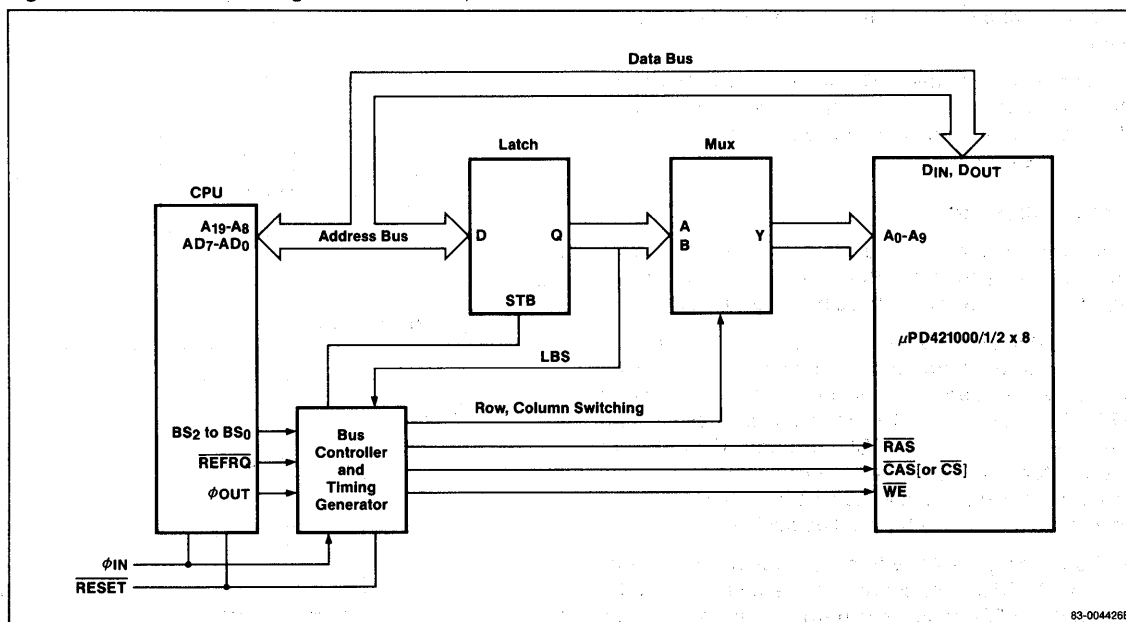 Data Bus
Latch
Mux
CPU
DIN, DOUT
A19-A8
AD7-AD0
Address Bus
D
Q
A
B
Y
A0-A9
STB
μPD421000/1/2 x 8
LBS
Row, Column Switching
BS2 to BS0
REFRQ
φOUT
Bus
Controller
and
Timing
Generator
RAS
CAS[or CS]
WE
φIN
RESET
83-004426B